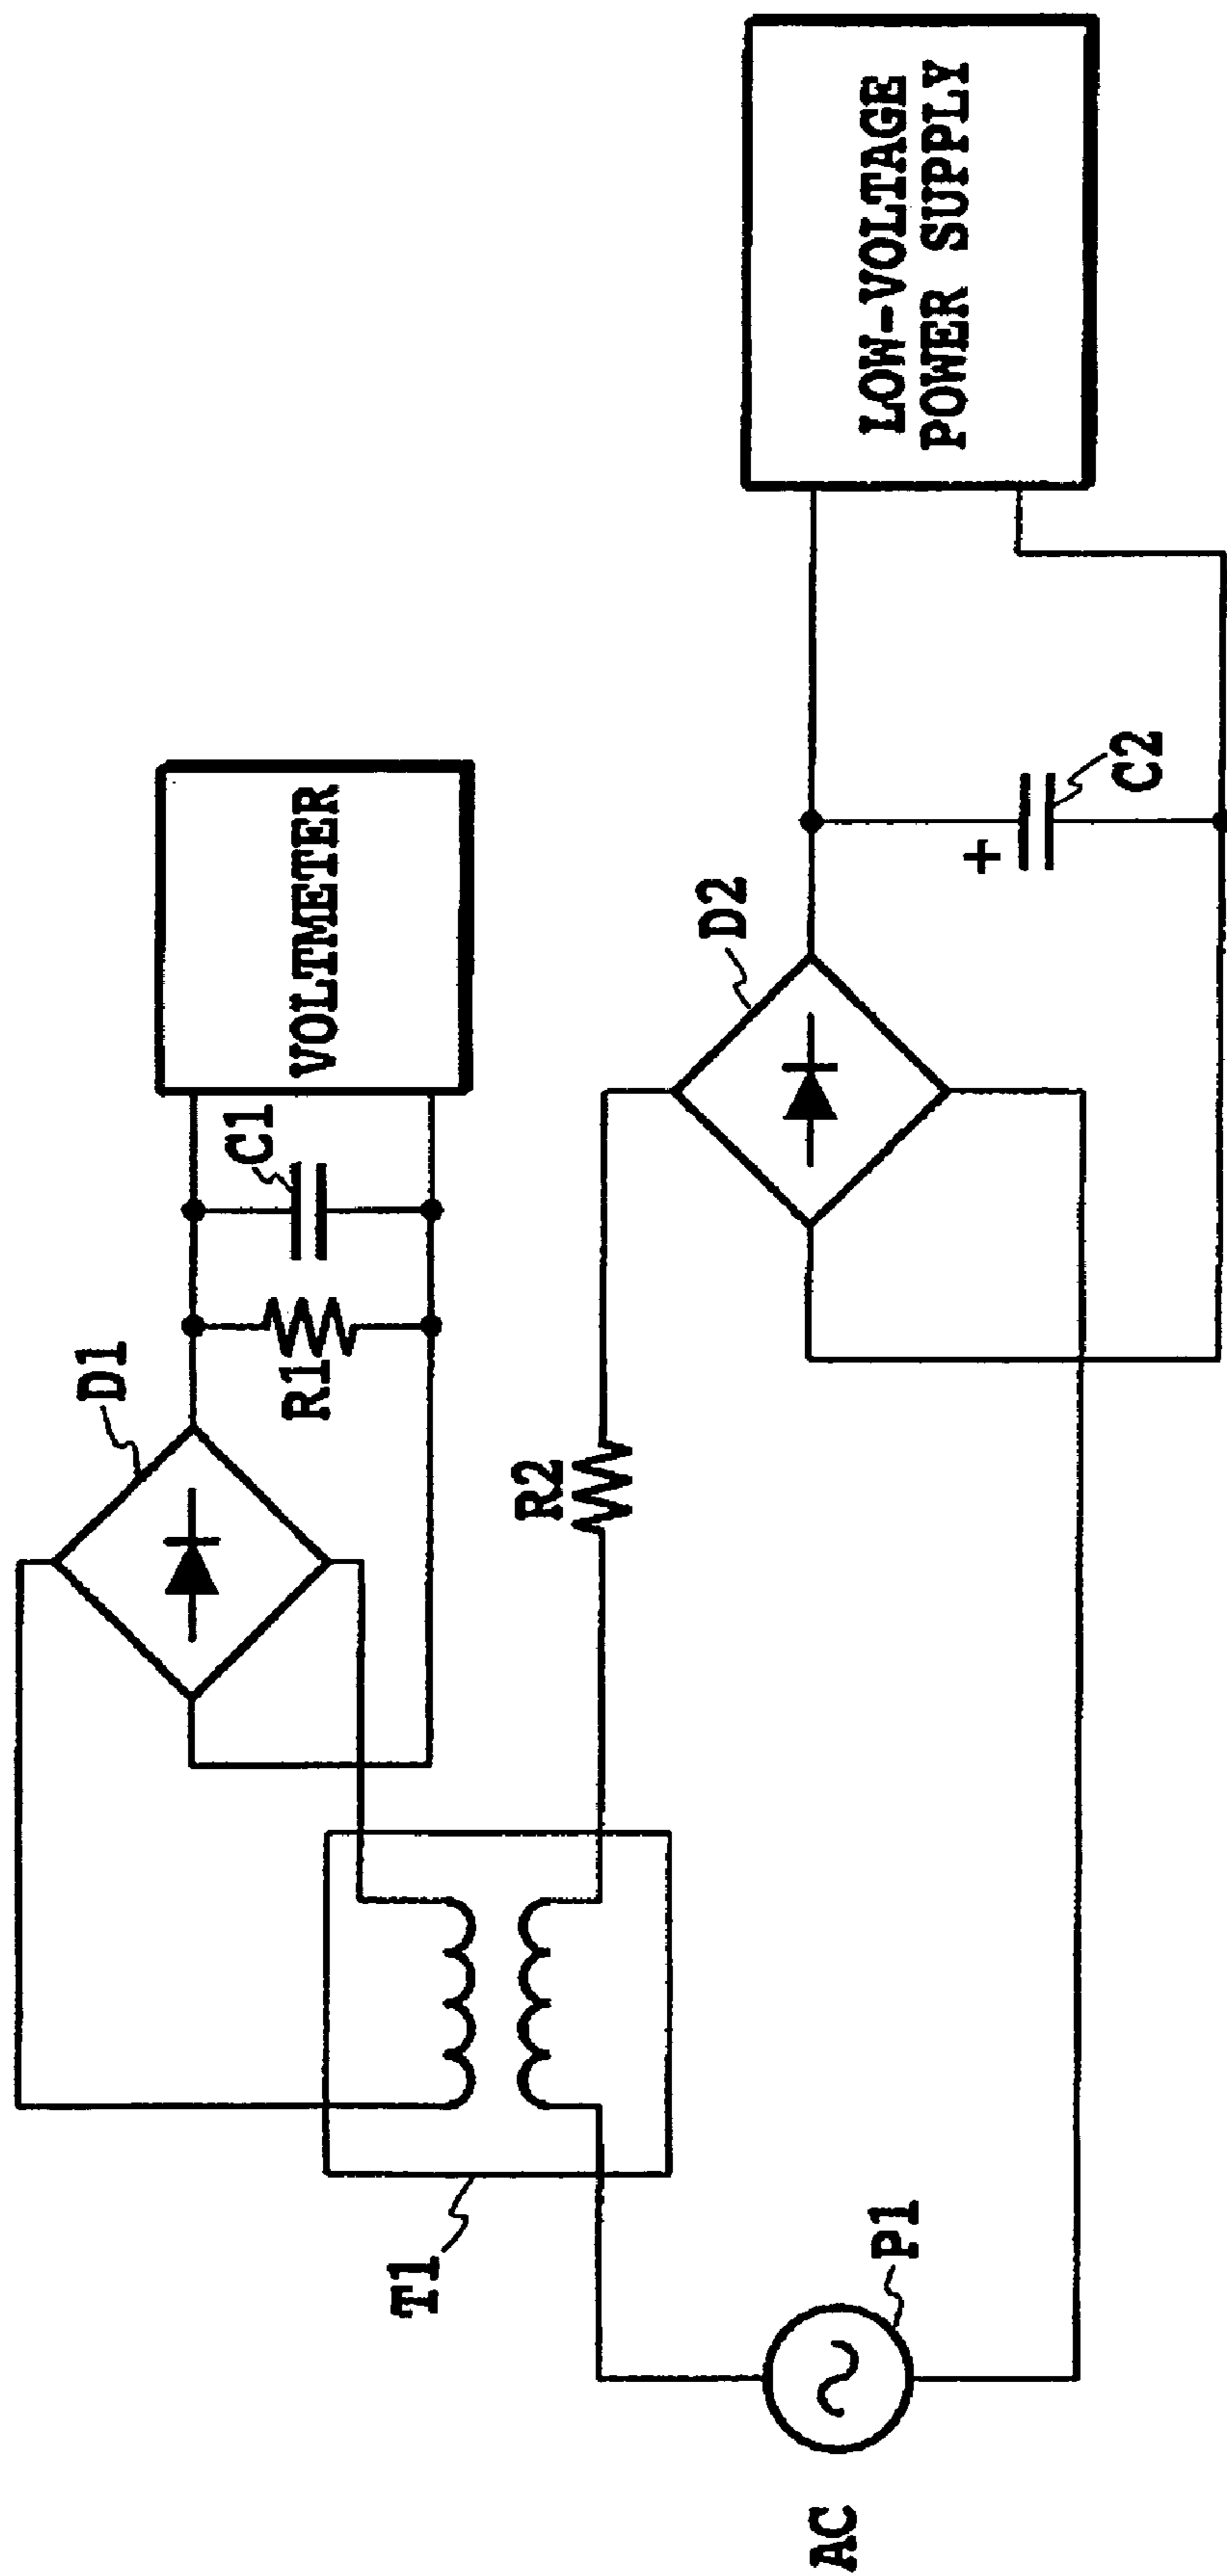 D1
R1
C1
VOLTMETER
T1
R2
D2
+
C2
LOW-VOLTAGE
POWER SUPPLY
AC
P1